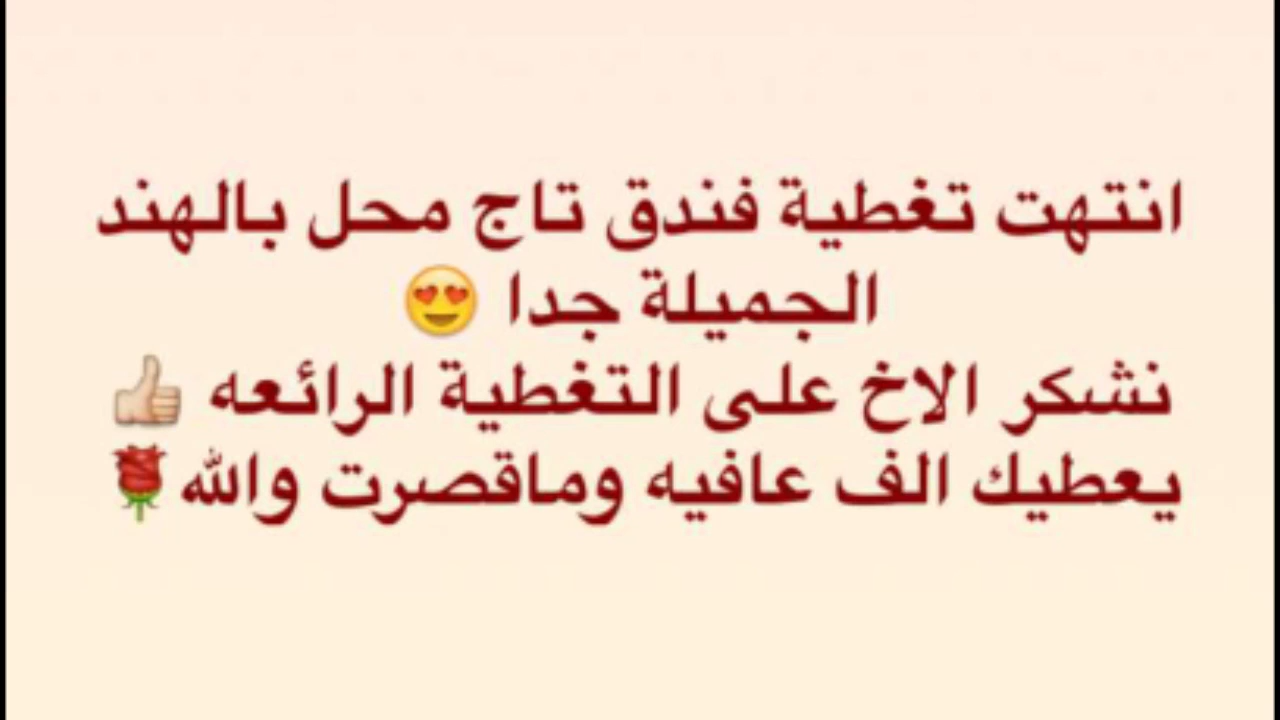 انتهت تغطية فندق تاج محل بالهند
الجميلة جدا 😍
نشكر الاخ على التغطية الرائعه 👍🏻
يعطيك الف عافيه وماقصرت والله🌹